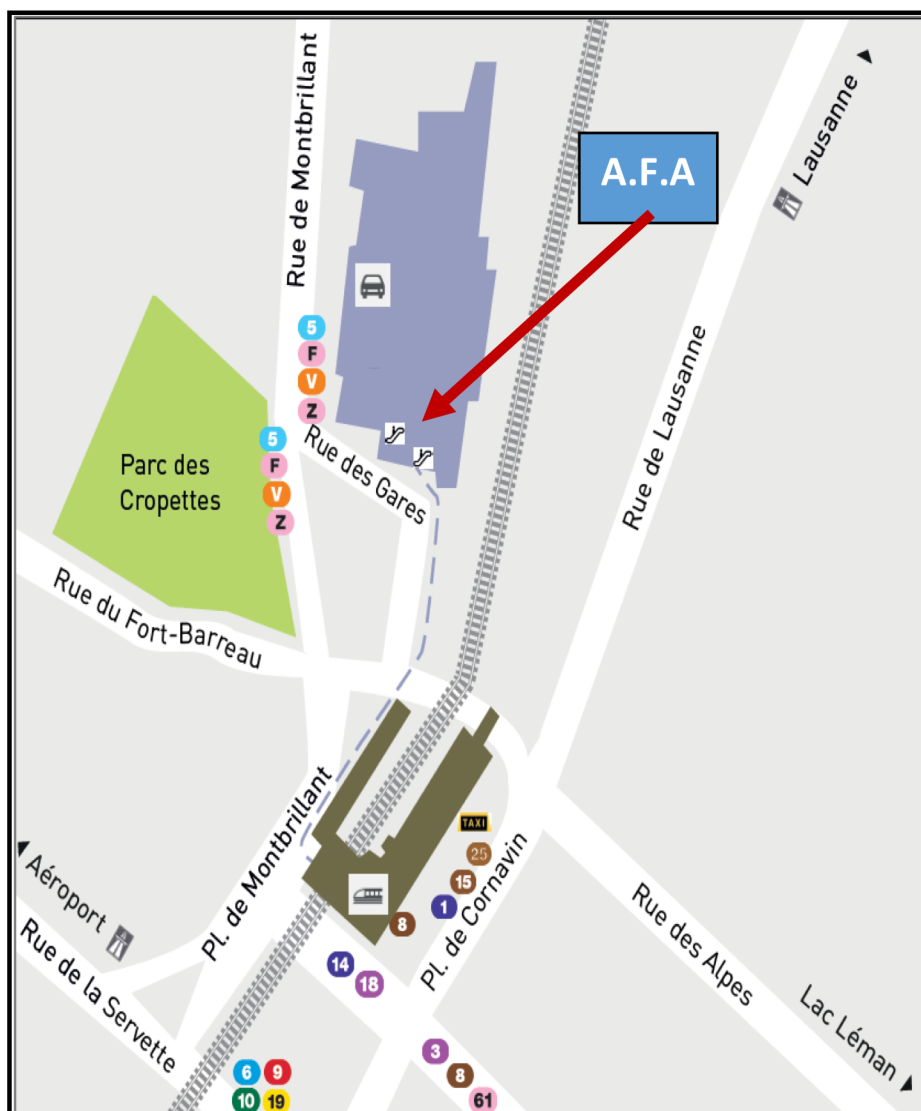 Rue de Montbrillant
A.F.A
Lausanne
5
F
V
Z
5
F
V
Z
Rue des Gares
Parc des
Cropettes
Rue de Lausanne
Rue du Fort-Barreau
Pl. de Montbrillant
TAXI
25
15
1
8
Pl. de Cornavin
Aéroport
Rue de la Servette
14
18
Rue des Alpes
Lac Léman
3
8
61
6
9
10
19